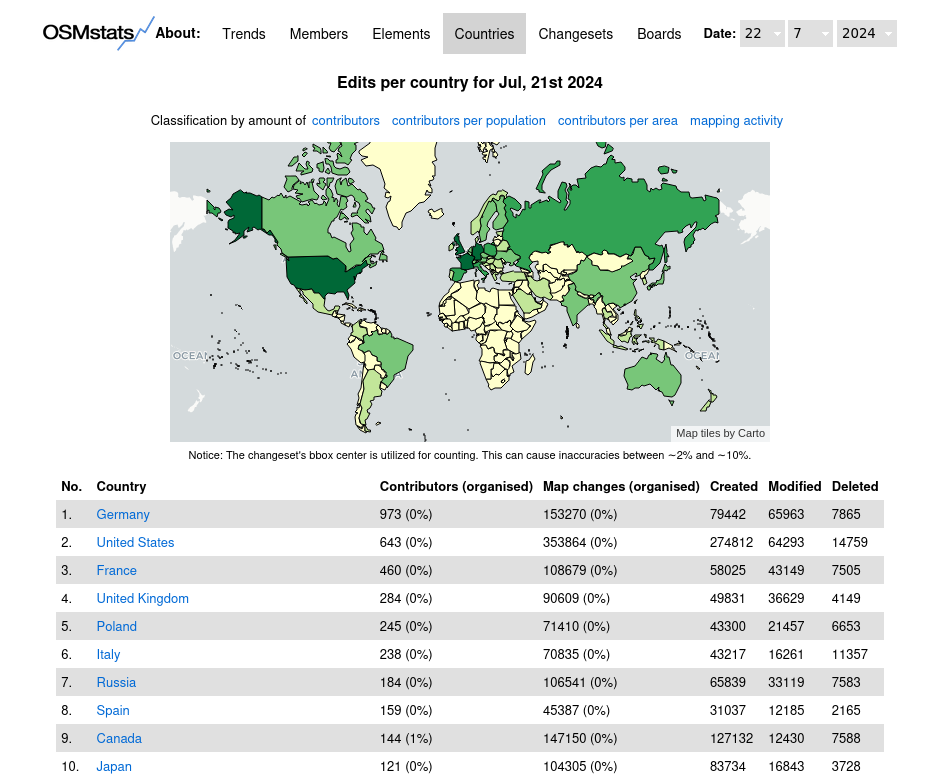 OSMstats About: Trends Members Elements Countries Changesets Boards Date: 22 7 2024
Edits per country for Jul, 21st 2024
Classification by amount of contributors contributors per population contributors per area mapping activity
OCEAN OCEAN
Map tiles by Carto
Notice: The changeset's bbox center is utilized for counting. This can cause inaccuracies between ~2% and ~10%.
No. Country Contributors (organised) Map changes (organised) Created Modified Deleted
1. Germany 973 (0%) 153270 (0%) 79442 65963 7865
2. United States 643 (0%) 353864 (0%) 274812 64293 14759
3. France 460 (0%) 108679 (0%) 58025 43149 7505
4. United Kingdom 284 (0%) 90609 (0%) 49831 36629 4149
5. Poland 245 (0%) 71410 (0%) 43300 21457 6653
6. Italy 238 (0%) 70835 (0%) 43217 16261 11357
7. Russia 184 (0%) 106541 (0%) 65839 33119 7583
8. Spain 159 (0%) 45387 (0%) 31037 12185 2165
9. Canada 144 (1%) 147150 (0%) 127132 12430 7588
10. Japan 121 (0%) 104305 (0%) 83734 16843 3728